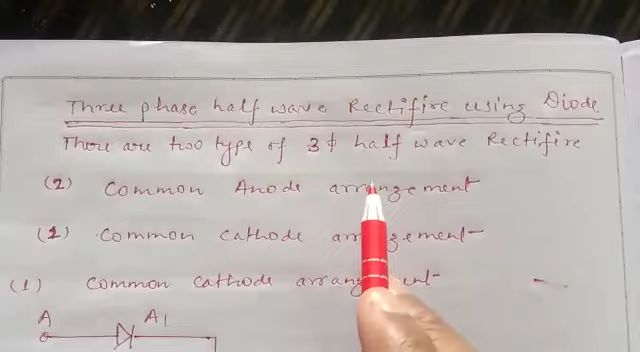 Three phase half wave Rectifire using Diode
There are two type of 3ϕ half wave Rectifire
(2) Common Anode arrangement
(1) Common cathode arrangement
(1) Common cathode arrangement
A A1